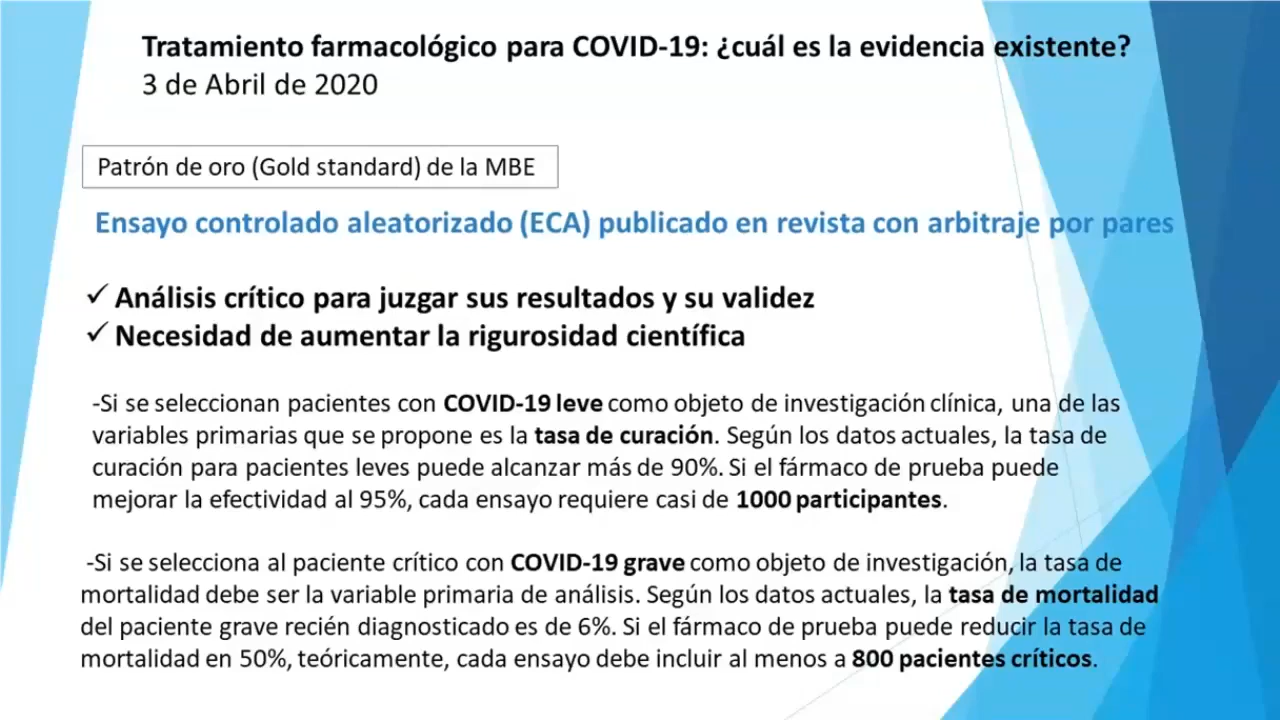 Tratamiento farmacológico para COVID-19: ¿cuál es la evidencia existente?
3 de Abril de 2020
Patrón de oro (Gold standard) de la MBE
Ensayo controlado aleatorizado (ECA) publicado en revista con arbitraje por pares
✓ Análisis crítico para juzgar sus resultados y su validez
✓ Necesidad de aumentar la rigurosidad científica
-Si se seleccionan pacientes con COVID-19 leve como objeto de investigación clínica, una de las
variables primarias que se propone es la tasa de curación. Según los datos actuales, la tasa de
curación para pacientes leves puede alcanzar más de 90%. Si el fármaco de prueba puede
mejorar la efectividad al 95%, cada ensayo requiere casi de 1000 participantes.
-Si se selecciona al paciente crítico con COVID-19 grave como objeto de investigación, la tasa de
mortalidad debe ser la variable primaria de análisis. Según los datos actuales, la tasa de mortalidad
del paciente grave recién diagnosticado es de 6%. Si el fármaco de prueba puede reducir la tasa de
mortalidad en 50%, teóricamente, cada ensayo debe incluir al menos a 800 pacientes críticos.